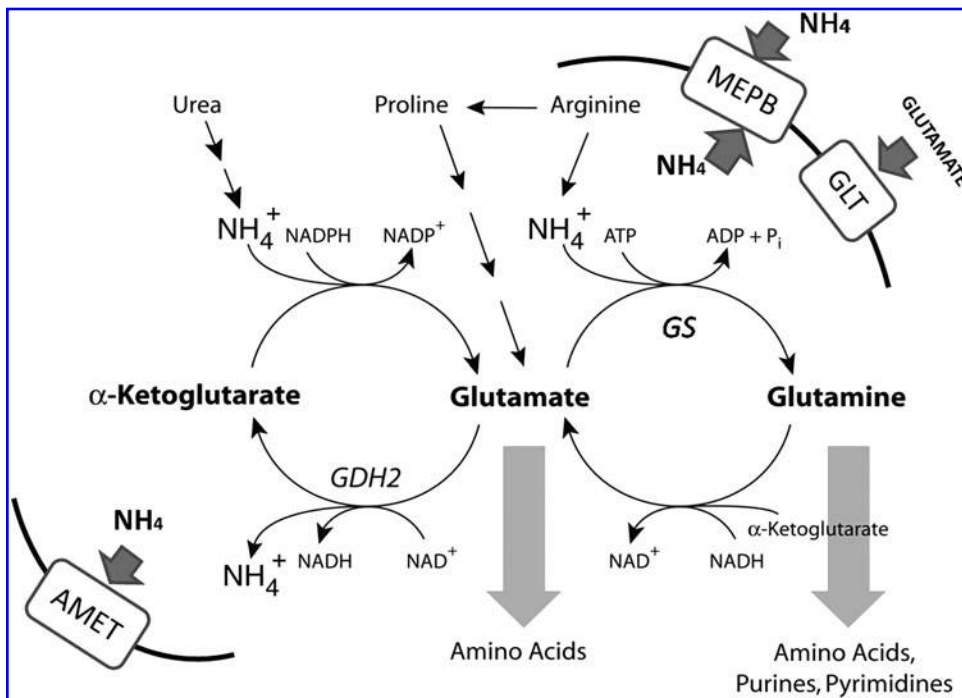 NH₄
MEPB
NH₄
GLUTAMATE
GLT
Urea
Proline
Arginine
NH₄⁺
NADPH
NADP⁺
NH₄⁺
ATP
ADP + Pᵢ
GS
α-Ketoglutarate
Glutamate
Glutamine
GDH2
NH₄⁺
NADH
NAD⁺
NAD⁺
NADH
α-Ketoglutarate
NH₄
AMET
Amino Acids
Amino Acids,
Purines, Pyrimidines